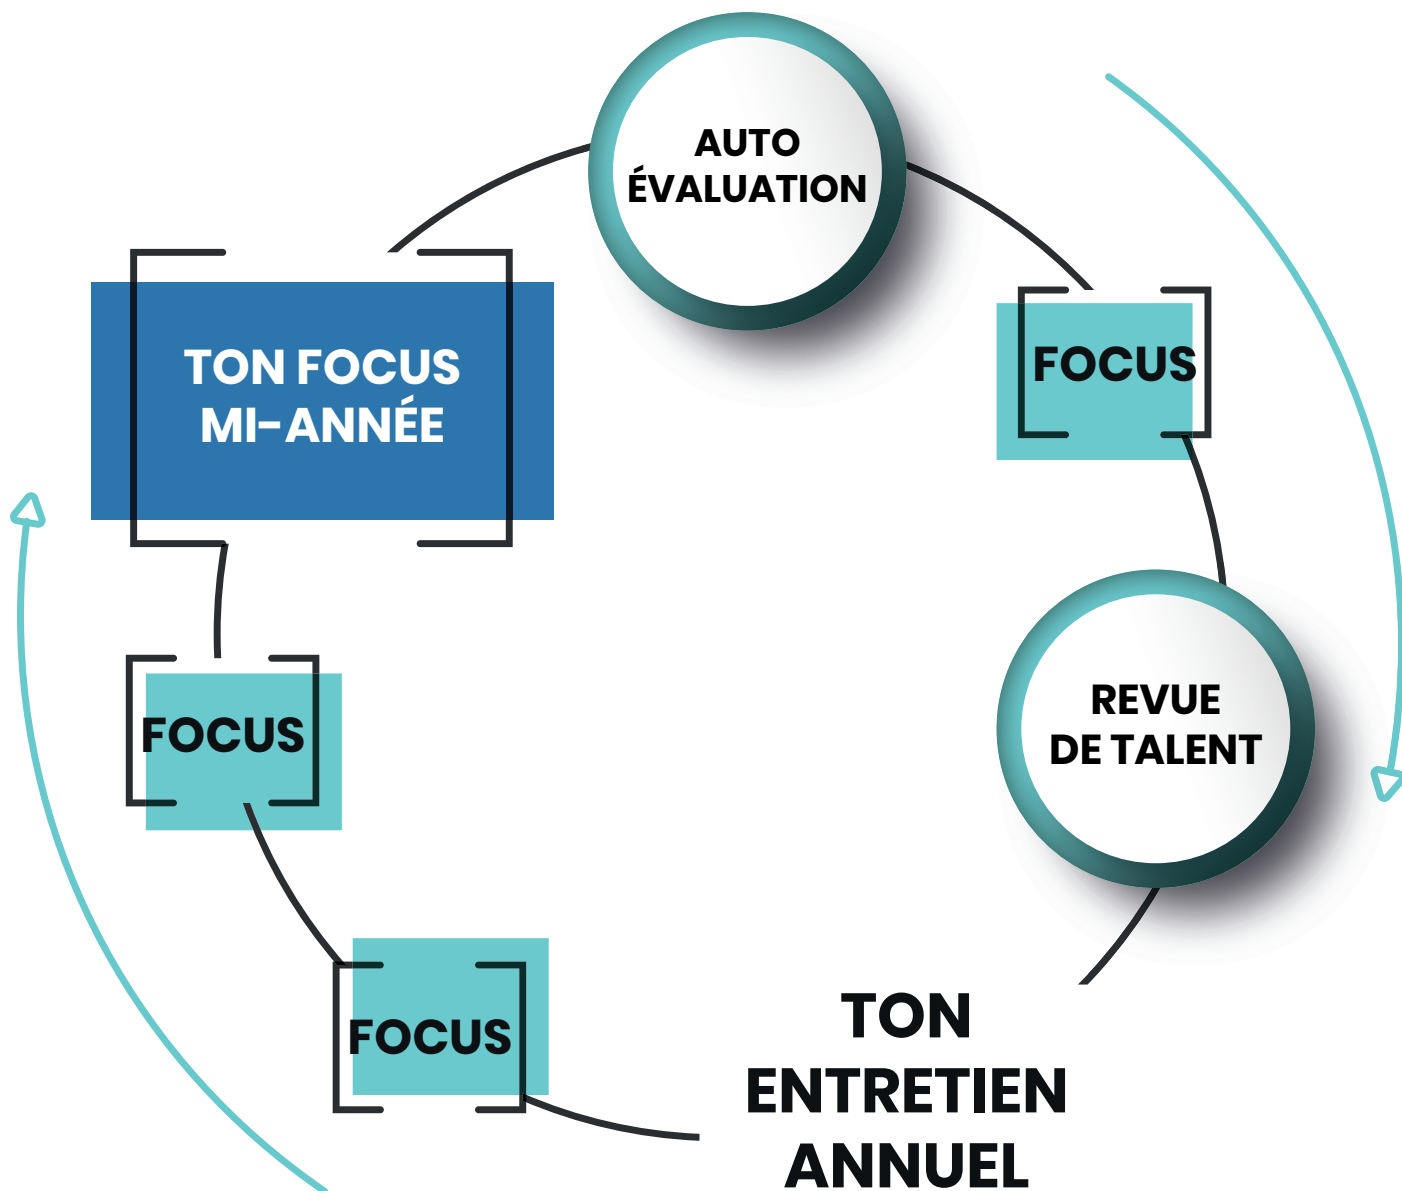 AUTO
ÉVALUATION
TON FOCUS
MI-ANNÉE
FOCUS
REVUE
DE TALENT
FOCUS
FOCUS
TON
ENTRETIEN
ANNUEL